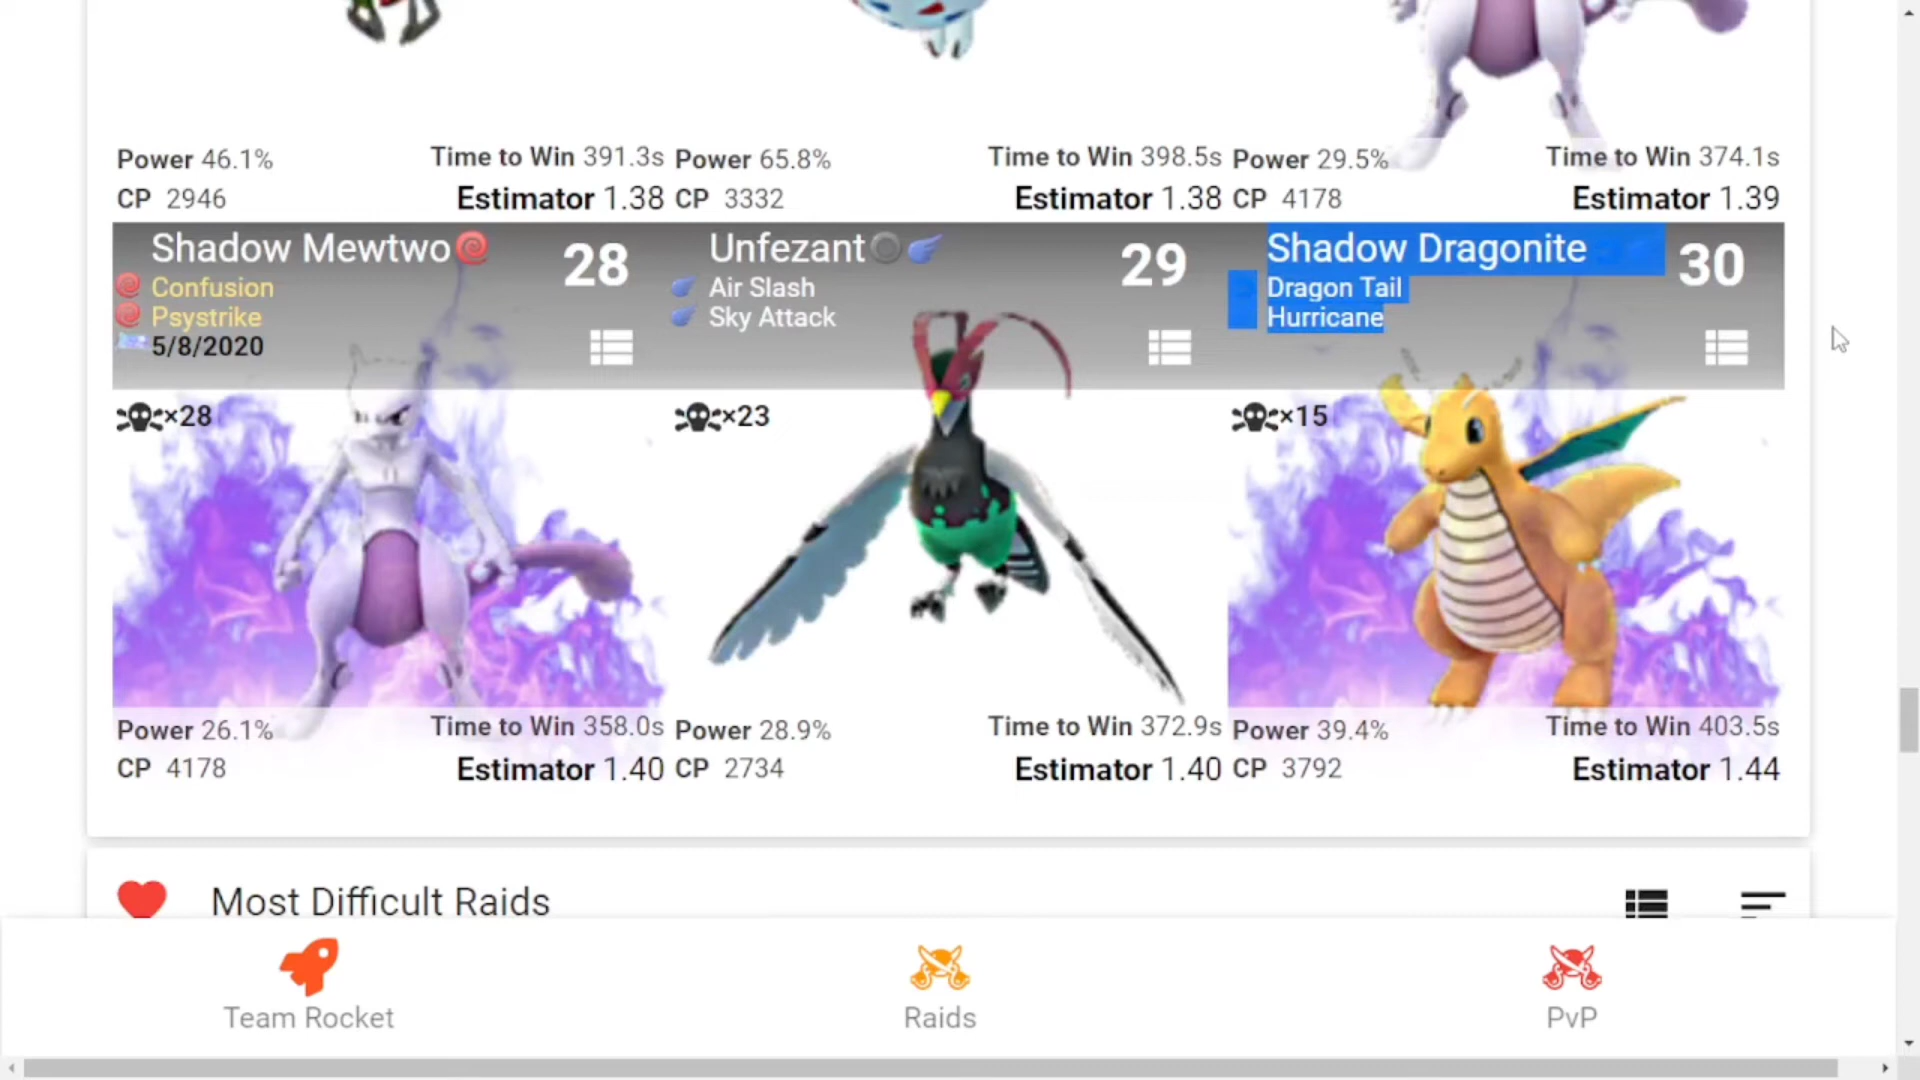 Power 46.1% Time to Win 391.3s Power 65.8% Time to Win 398.5s Power 29.5% Time to Win 374.1s
CP 2946 Estimator 1.38 CP 3332 Estimator 1.38 CP 4178 Estimator 1.39
Shadow Mewtwo 28 Unfezant 29 Shadow Dragonite 30
Confusion Air Slash Dragon Tail
Psystrike Sky Attack Hurricane
5/8/2020
×28 ×23 ×15
Power 26.1% Time to Win 358.0s Power 28.9% Time to Win 372.9s Power 39.4% Time to Win 403.5s
CP 4178 Estimator 1.40 CP 2734 Estimator 1.40 CP 3792 Estimator 1.44
Most Difficult Raids
Team Rocket Raids PvP